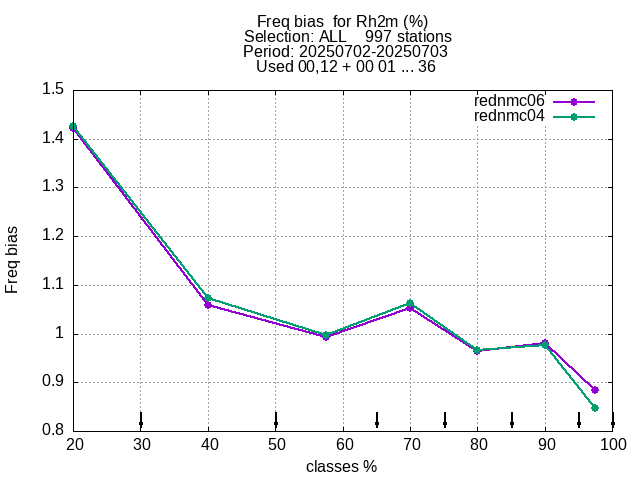 Freq bias  for Rh2m (%)
Selection: ALL    997 stations
Period: 20250702-20250703
Used 00,12 + 00 01 ... 36
rednmc06
rednmc04
1.5
1.4
1.3
1.2
1.1
1
0.9
0.8
Freq bias
20 30 40 50 60 70 80 90 100
classes %